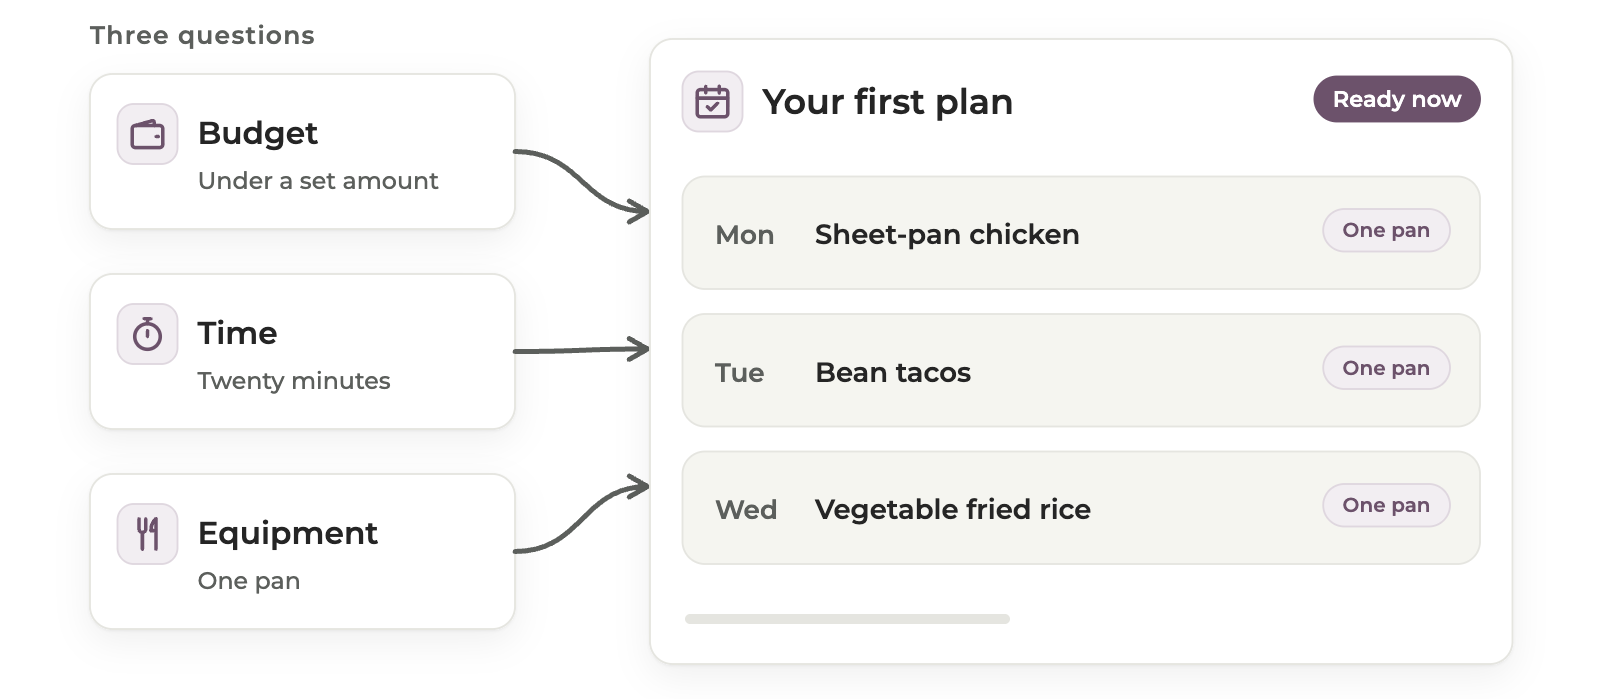 Three questions
Budget
Under a set amount
Time
Twenty minutes
Equipment
One pan
Your first plan
Ready now
Mon Sheet-pan chicken One pan
Tue Bean tacos One pan
Wed Vegetable fried rice One pan